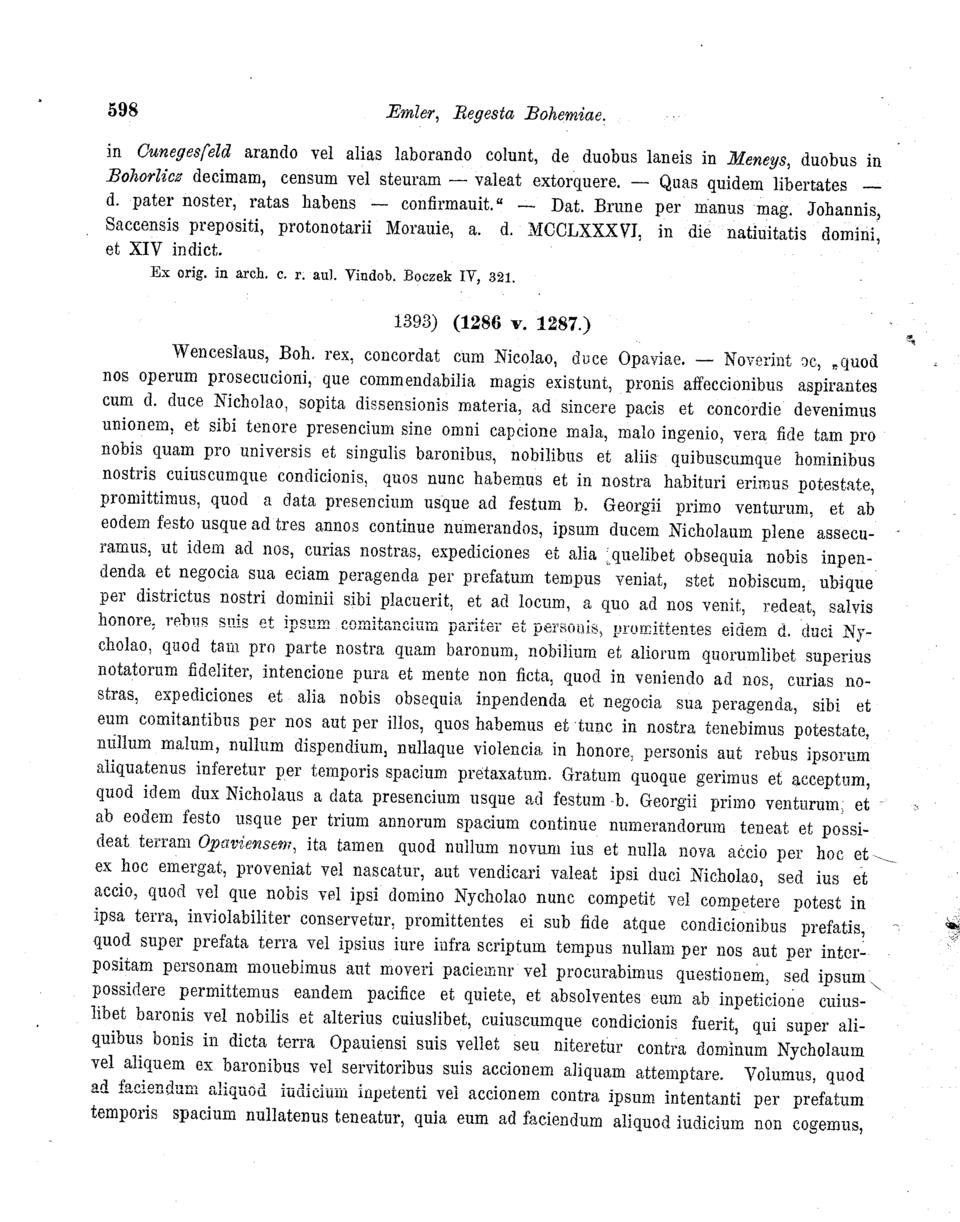 598 Emler, Regesta Bohemiae.
in Cunegesfeld arando vel alias laborando colunt, de duobus laneis in Meneys, duobus in
Bohorlicz decimam, censum vel steuram — valeat extorquere. — Quas quidem libertates —
d. pater noster, ratas habens — confirmauit.“ — Dat. Brune per manus mag. Johannis,
Saccensis prepositi, protonotarii Morauie, a. d. MCCLXXXVI, in die natiuitatis domini,
et XIV indict.
Ex orig. in arch. c. r. aul. Vindob. Boczek IV, 321.
1393) (1286 v. 1287.)
Wenceslaus, Boh. rex, concordat cum Nicolao, duce Opaviae. — Noverint ꝛc, „quod
nos operum prosecucioni, que commendabilia magis existunt, pronis affeccionibus aspirantes
cum d. duce Nicholao, sopita dissensionis materia, ad sincere pacis et concordie devenimus
unionem, et sibi tenore presencium sine omni capcione mala, malo ingenio, vera fide tam pro
nobis quam pro universis et singulis baronibus, nobilibus et aliis quibuscumque hominibus
nostris cuiuscumque condicionis, quos nunc habemus et in nostra habituri erimus potestate,
promittimus, quod a data presencium usque ad festum b. Georgii primo venturum, et ab
eodem festo usque ad tres annos continue numerandos, ipsum ducem Nicholaum plene assecu-
ramus, ut idem ad nos, curias nostras, expediciones et alia quelibet obsequia nobis inpen-
denda et negocia sua eciam peragenda per prefatum tempus veniat, stet nobiscum, ubique
per districtus nostri dominii sibi placuerit, et ad locum, a quo ad nos venit, redeat, salvis
honore, rebus suis et ipsum comitancium pariter et personis, promittentes eidem d. duci Ny-
cholao, quod tam pro parte nostra quam baronum, nobilium et aliorum quorumlibet superius
notatorum fideliter, intencione pura et mente non ficta, quod in veniendo ad nos, curias no-
stras, expediciones et alia nobis obsequia inpendenda et negocia sua peragenda, sibi et
eum comitantibus per nos aut per illos, quos habemus et tunc in nostra tenebimus potestate,
nullum malum, nullum dispendium, nullaque violencia in honore, personis aut rebus ipsorum
aliquatenus inferetur per temporis spacium pretaxatum. Gratum quoque gerimus et acceptum,
quod idem dux Nicholaus a data presencium usque ad festum b. Georgii primo venturum, et
ab eodem festo usque per trium annorum spacium continue numerandorum teneat et possi-
deat terram Opaviensem, ita tamen quod nullum novum ius et nulla nova accio per hoc et
ex hoc emergat, proveniat vel nascatur, aut vendicari valeat ipsi duci Nicholao, sed ius et
accio, quod vel que nobis vel ipsi domino Nycholao nunc competit vel competere potest in
ipsa terra, inviolabiliter conservetur, promittentes ei sub fide atque condicionibus prefatis,
quod super prefata terra vel ipsius iure infra scriptum tempus nullam per nos aut per inter-
positam personam mouebimus aut moveri paciemur vel procurabimus questionem, sed ipsum
possidere permittemus eandem pacifice et quiete, et absolventes eum ab inpeticione cuius-
libet baronis vel nobilis et alterius cuiuslibet, cuiuscumque condicionis fuerit, qui super ali-
quibus bonis in dicta terra Opauiensi suis vellet seu niteretur contra dominum Nycholaum
vel aliquem ex baronibus vel servitoribus suis accionem aliquam attemptare. Volumus, quod
ad faciendum aliquod iudicium inpetenti vel accionem contra ipsum intentanti per prefatum
temporis spacium nullatenus teneatur, quia eum ad faciendum aliquod iudicium non cogemus,